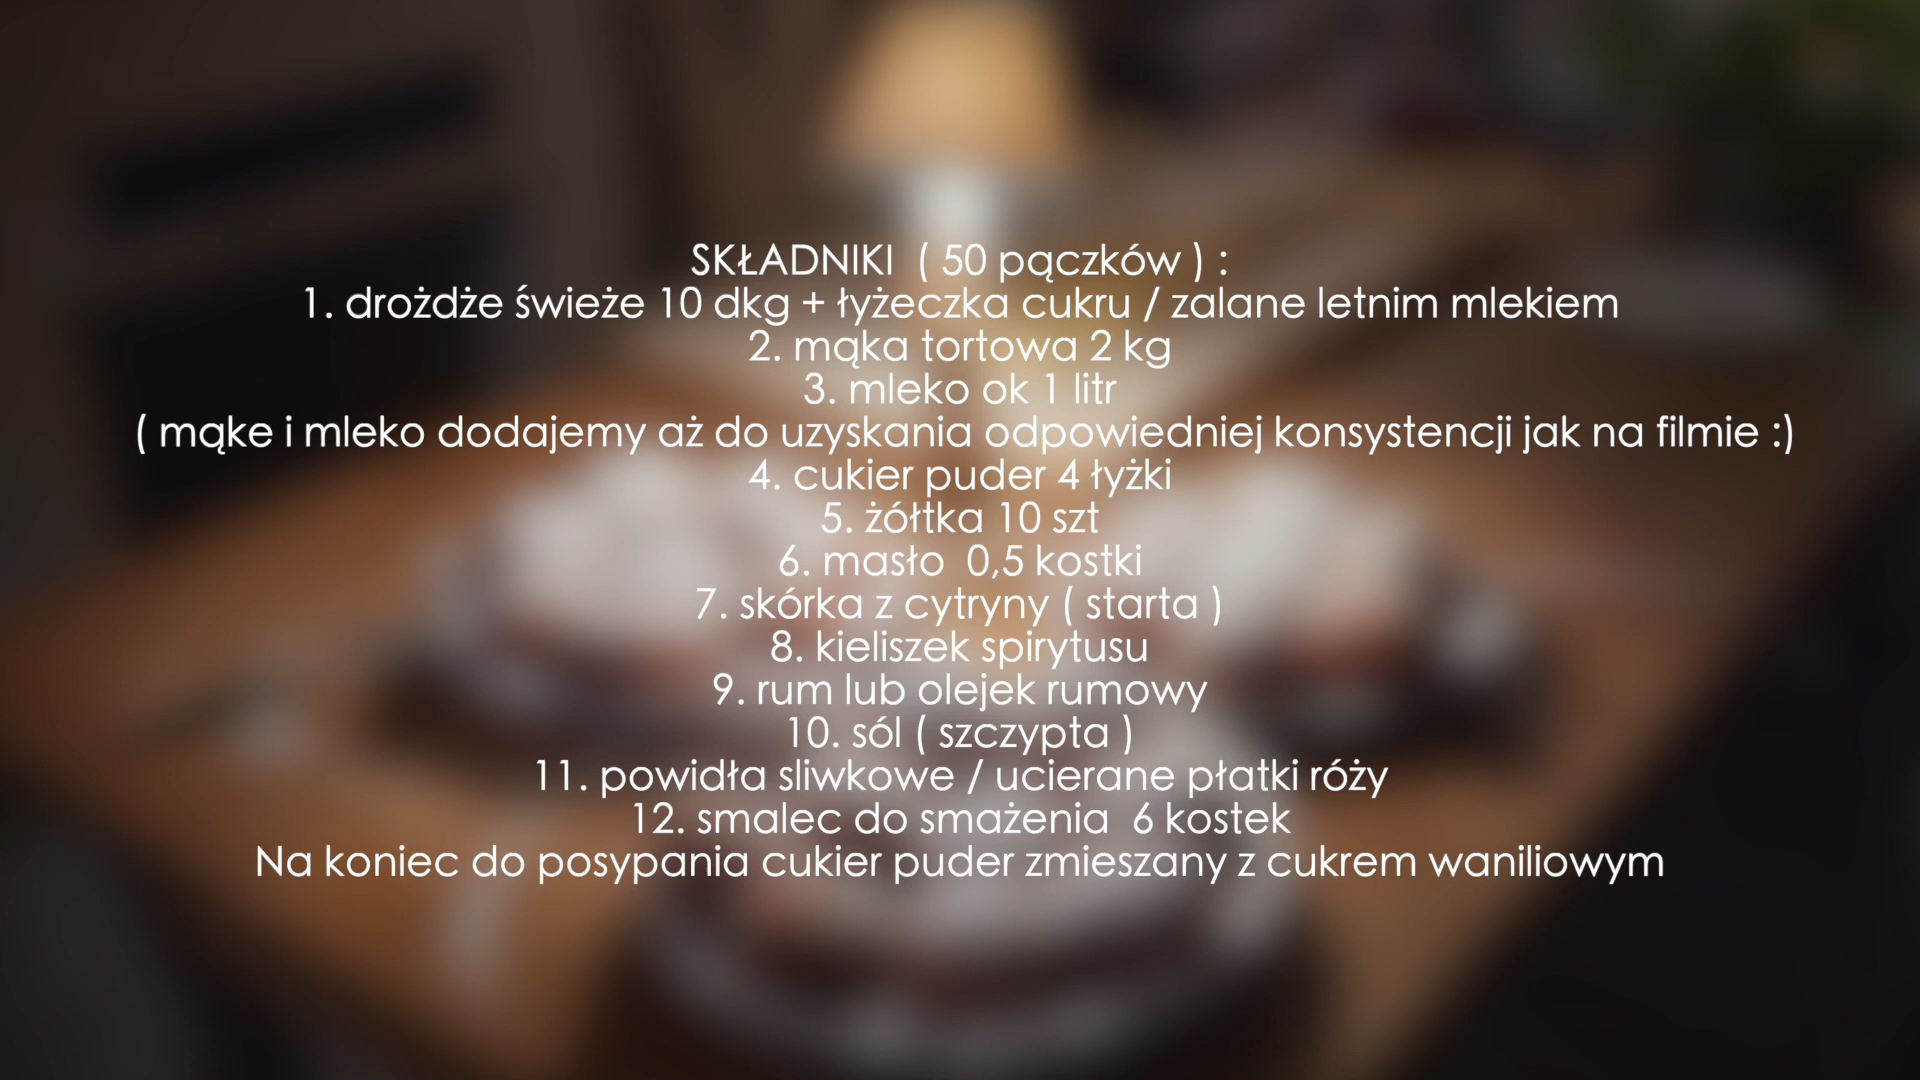 SKŁADNIKI ( 50 pączków ) :
1. drożdże świeże 10 dkg + łyżeczka cukru / zalane letnim mlekiem
2. mąka tortowa 2 kg
3. mleko ok 1 litr
( mąke i mleko dodajemy aż do uzyskania odpowiedniej konsystencji jak na filmie :)
4. cukier puder 4 łyżki
5. żółtka 10 szt
6. masło 0,5 kostki
7. skórka z cytryny ( starta )
8. kieliszek spirytusu
9. rum lub olejek rumowy
10. sól ( szczypta )
11. powidła sliwkowe / ucierane płatki róży
12. smalec do smażenia 6 kostek
Na koniec do posypania cukier puder zmieszany z cukrem waniliowym